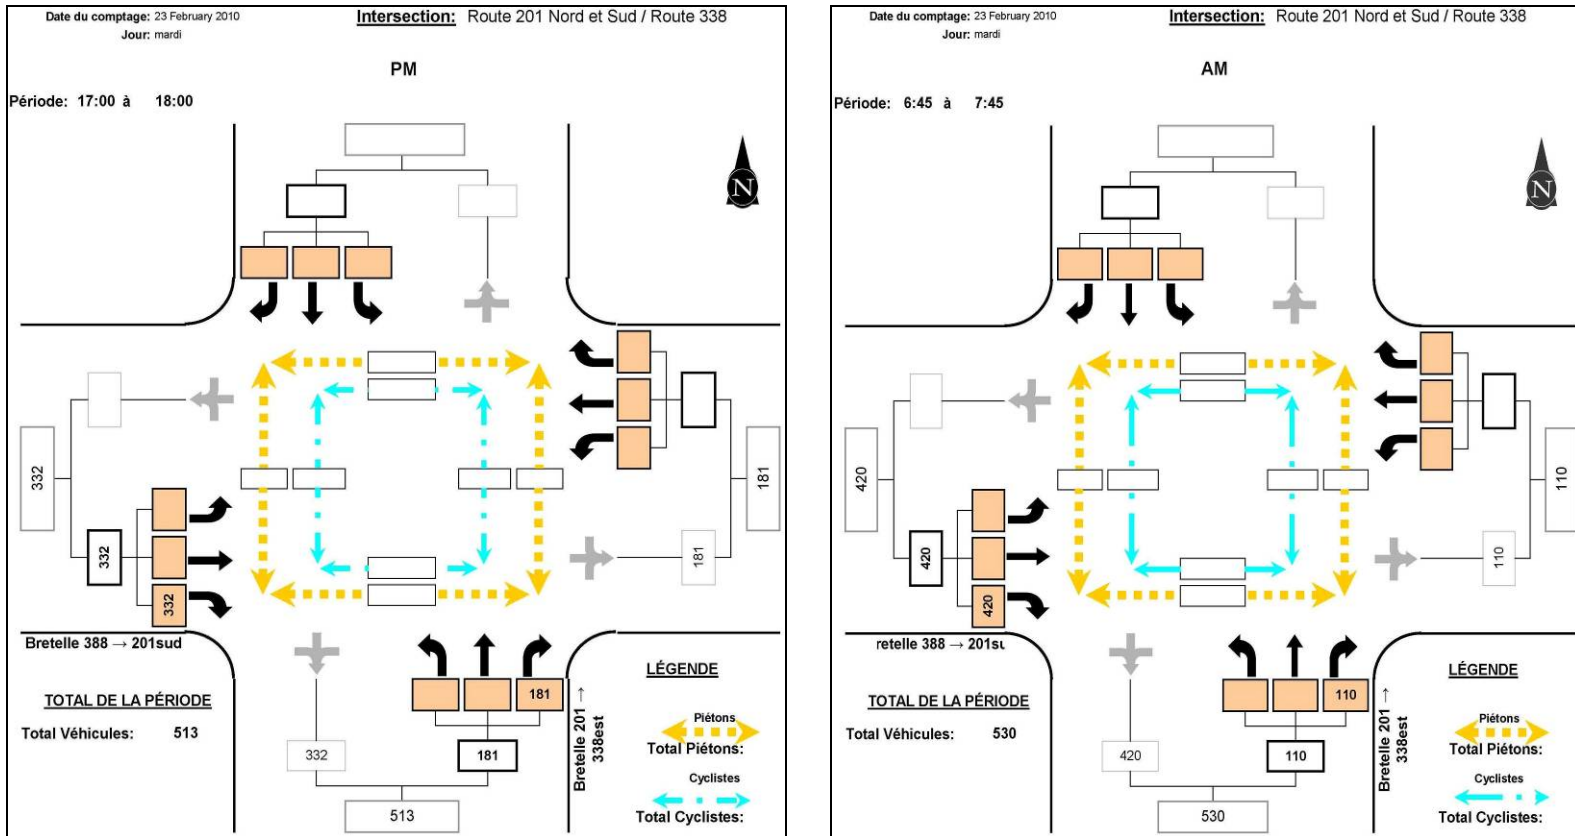 Date du comptage: 23 February 2010
Intersection: Route 201 Nord et Sud / Route 338
Jour: mardi
PM
Période: 17:00 à 18:00
N
332
181
332
181
332
Bretelle 388 → 201sud
181
Bretelle 201 → 338est
LÉGENDE
TOTAL DE LA PÉRIODE
Total Véhicules: 513
Piétons
Total Piétons:
332
181
Cyclistes
Total Cyclistes:
513
Date du comptage: 23 February 2010
Intersection: Route 201 Nord et Sud / Route 338
Jour: mardi
AM
Période: 6:45 à 7:45
N
420
110
420
110
420
retelle 388 → 201su
110
Bretelle 201 → 338est
LÉGENDE
TOTAL DE LA PÉRIODE
Total Véhicules: 530
Piétons
Total Piétons:
420
110
Cyclistes
Total Cyclistes:
530